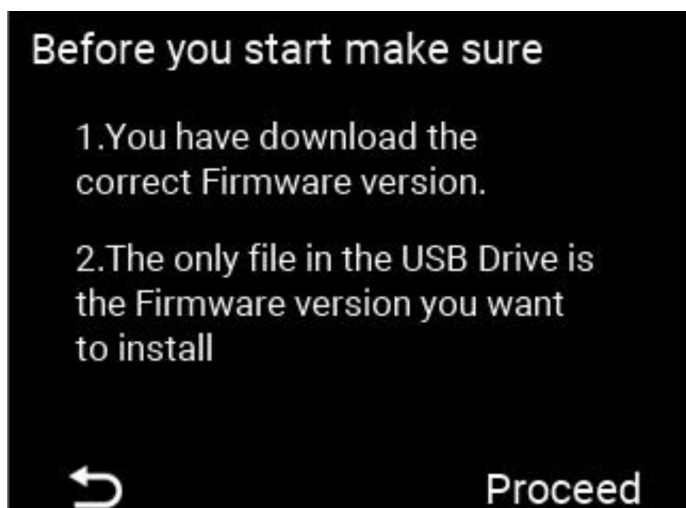 Before you start make sure
1.You have download the
correct Firmware version.
2.The only file in the USB Drive is
the Firmware version you want
to install
Proceed